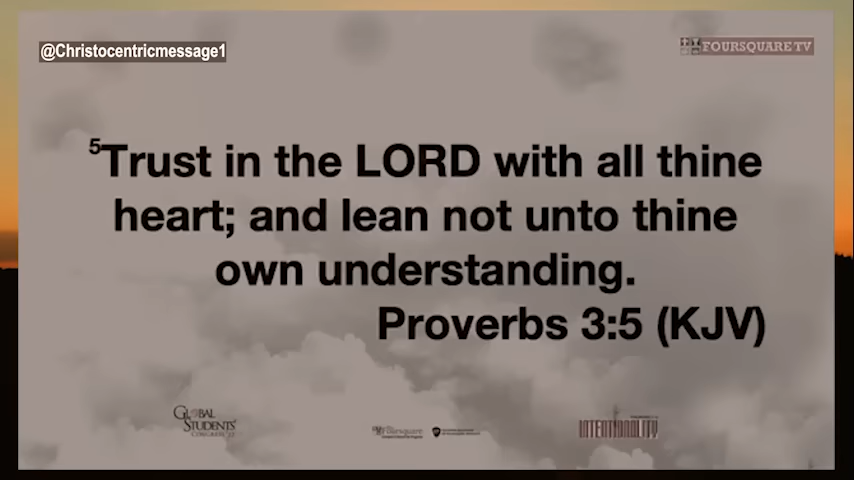 @Christocentricmessage1
FOURSQUARE TV
5Trust in the LORD with all thine
heart; and lean not unto thine
own understanding.
Proverbs 3:5 (KJV)
GLOBAL
STUDENTS'
INTENTIONALITY